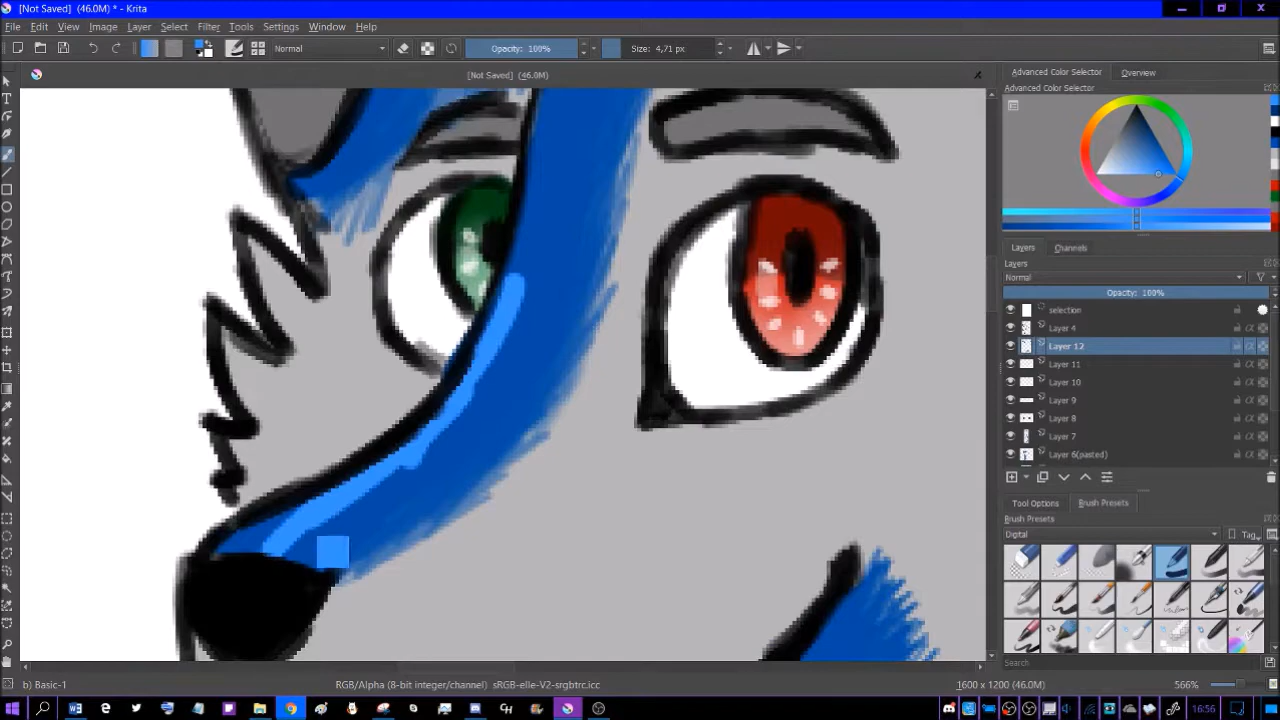 [Not Saved] (46.0M) * - Krita
File Edit View Image Layer Select Filter Tools Settings Window Help
Normal Opacity: 100% Size: 4,71 px
[Not Saved] (46.0M)
Advanced Color Selector Overview
Advanced Color Selector
Layers Channels
Layers
Normal
Opacity: 100%
selection
Layer 4
Layer 12
Layer 11
Layer 10
Layer 9
Layer 8
Layer 7
Layer 6(pasted)
Tool Options Brush Presets
Brush Presets
Digital Tag
Search
b) Basic-1 RGB/Alpha (8-bit integer/channel) sRGB-elle-V2-srgbtrc.icc 1600 x 1200 (46.0M) 566%
16:56